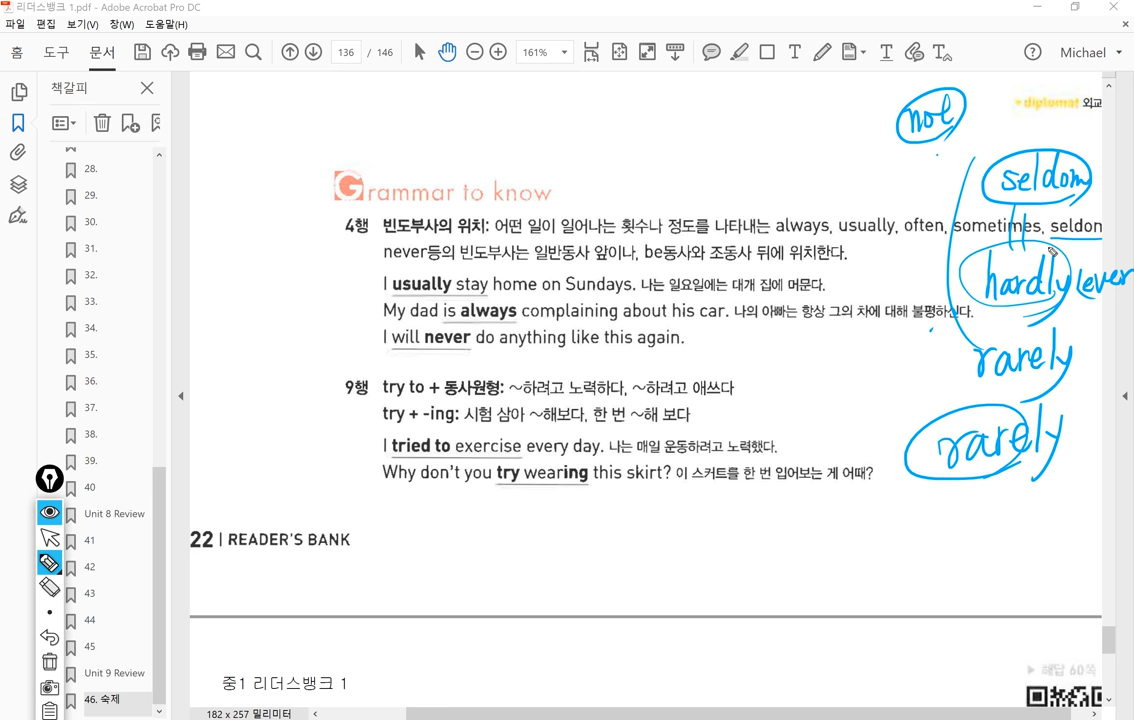 리더스뱅크 1.pdf - Adobe Acrobat Pro DC
파일 편집 보기(V) 창(W) 도움말(H)
홈 도구 문서 136 / 146 161% Michael
책갈피
28.
29.
30.
31.
32.
33.
34.
35.
36.
37.
38.
39.
40
Unit 8 Review
41
42
43
44
45
Unit 9 Review
46. 숙제
diplomat 외교
not
seldom
hardly (ever
rarely
rarely
Grammar to know
4행 빈도부사의 위치: 어떤 일이 일어나는 횟수나 정도를 나타내는 always, usually, often, sometimes, seldom
never등의 빈도부사는 일반동사 앞이나, be동사와 조동사 뒤에 위치한다.
I usually stay home on Sundays. 나는 일요일에는 대개 집에 머문다.
My dad is always complaining about his car. 나의 아빠는 항상 그의 차에 대해 불평하신다.
I will never do anything like this again.
9행 try to + 동사원형: ~하려고 노력하다, ~하려고 애쓰다
try + -ing: 시험 삼아 ~해보다, 한 번 ~해 보다
I tried to exercise every day. 나는 매일 운동하려고 노력했다.
Why don't you try wearing this skirt? 이 스커트를 한 번 입어보는 게 어때?
22 | READER'S BANK
▶ 해답 60쪽
중1 리더스뱅크 1
182 x 257 밀리미터